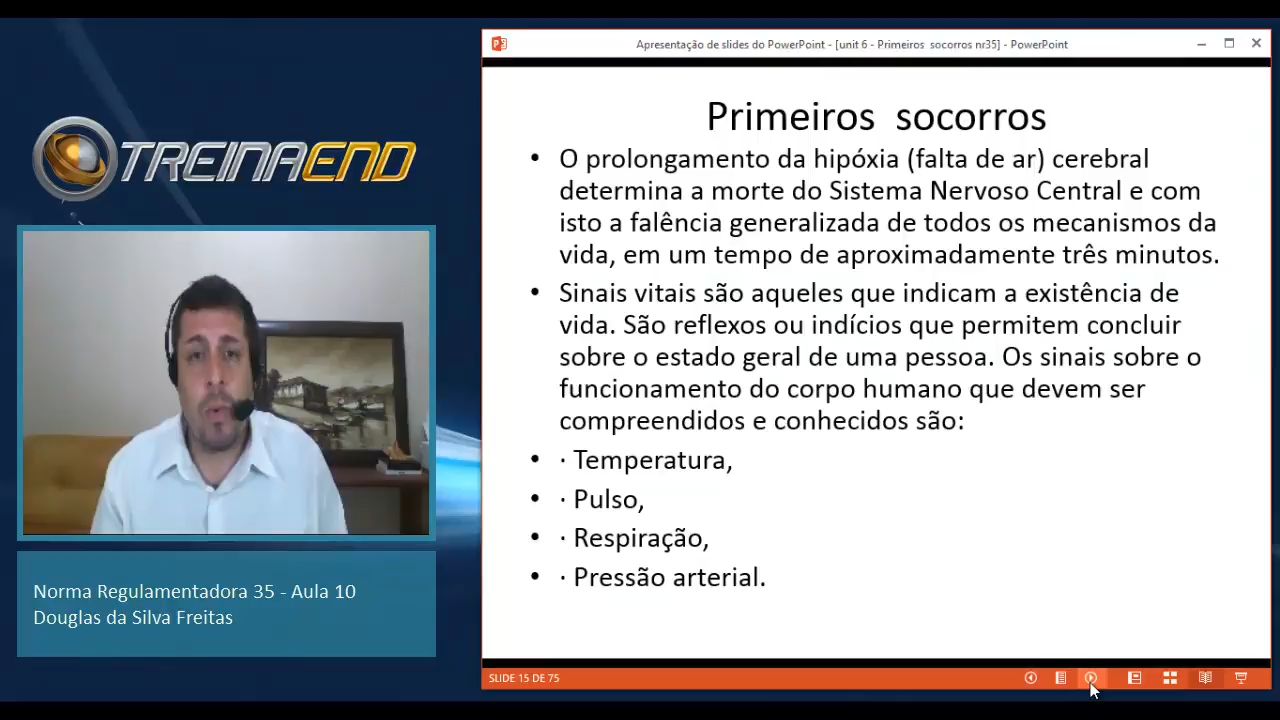 TREINAEND
Norma Regulamentadora 35 - Aula 10
Douglas da Silva Freitas
Apresentação de slides do PowerPoint - [unit 6 - Primeiros socorros nr35] - PowerPoint
Primeiros socorros
• O prolongamento da hipóxia (falta de ar) cerebral
determina a morte do Sistema Nervoso Central e com
isto a falência generalizada de todos os mecanismos da
vida, em um tempo de aproximadamente três minutos.
• Sinais vitais são aqueles que indicam a existência de
vida. São reflexos ou indícios que permitem concluir
sobre o estado geral de uma pessoa. Os sinais sobre o
funcionamento do corpo humano que devem ser
compreendidos e conhecidos são:
• · Temperatura,
• · Pulso,
• · Respiração,
• · Pressão arterial.
SLIDE 15 DE 75